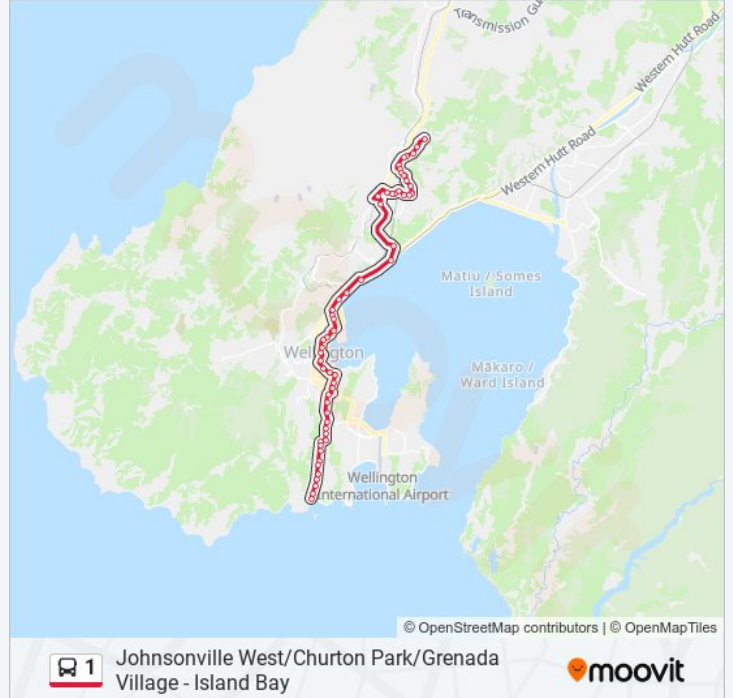 Transmission Gu
Western Hutt Road
Western Hutt Road
Matiu / Somes
Island
Wellington
Mākaro /
Ward Island
Wellington
International Airport
© OpenStreetMap contributors | © OpenMapTiles
1
Johnsonville West/Churton Park/Grenada
Village - Island Bay
moovit